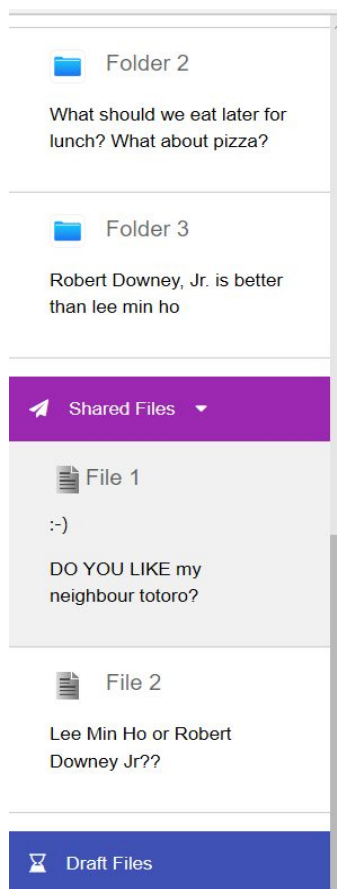 Folder 2
What should we eat later for
lunch? What about pizza?
Folder 3
Robert Downey, Jr. is better
than lee min ho
Shared Files
File 1
:-)
DO YOU LIKE my
neighbour totoro?
File 2
Lee Min Ho or Robert
Downey Jr??
Draft Files